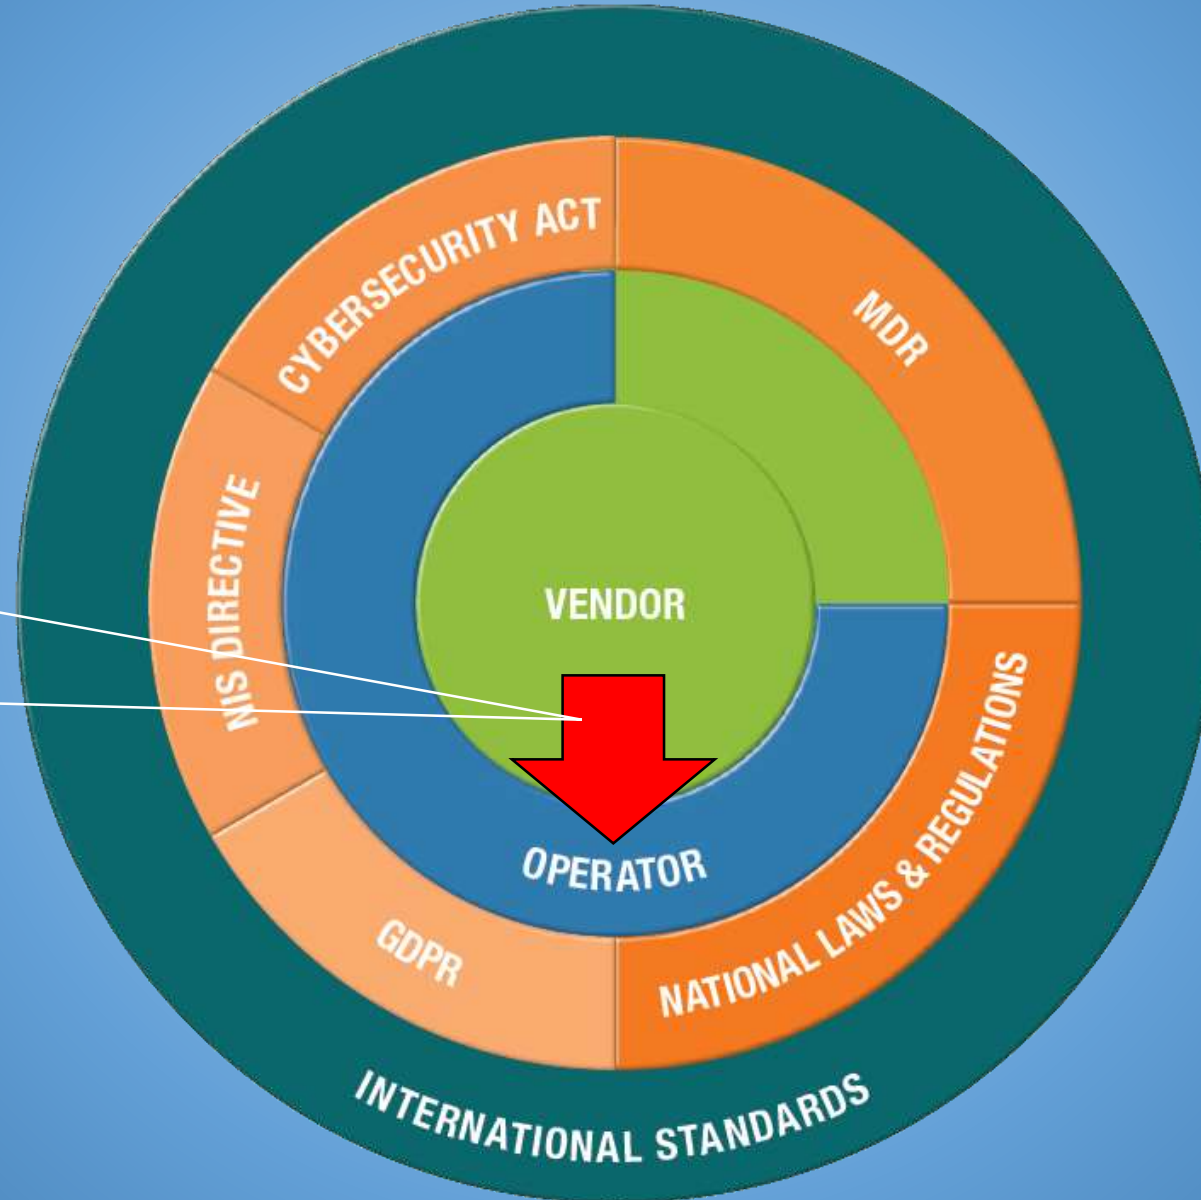 CYBERSECURITY ACT
MDR
NIS DIRECTIVE
VENDOR
OPERATOR
GDPR
NATIONAL LAWS & REGULATIONS
INTERNATIONAL STANDARDS